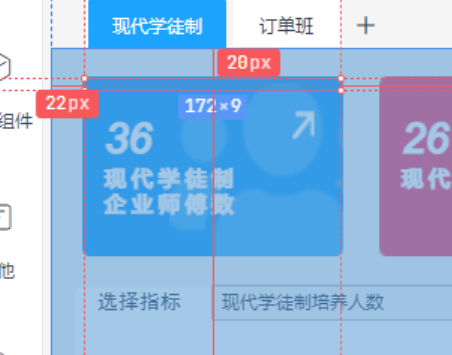 现代学徒制 订单班 +
20px
22px
172×9
组件
36
现代学徒制
企业师傅数
26
现代
他
选择指标 现代学徒制培养人数